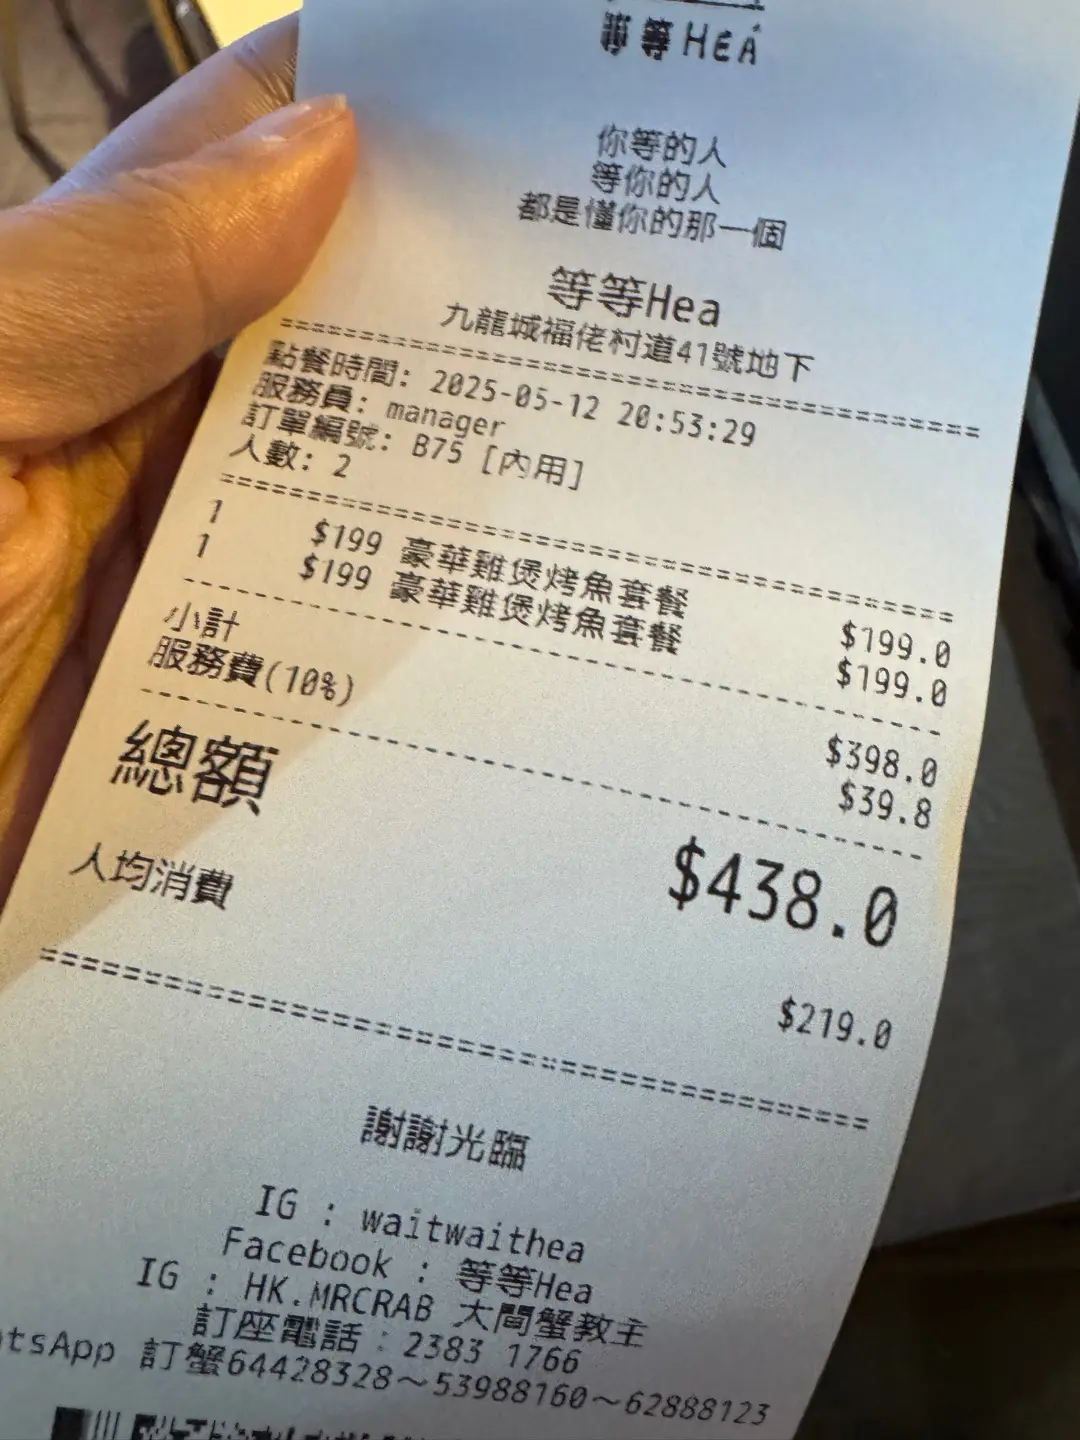 等等HEA
你等的人
等你的人
都是懂你的那一個
等等Hea
九龍城福佬村道41號地下
點餐時間: 2025-05-12 20:53:29
服務員: manager
訂單編號: B75 [內用]
人數: 2
1 $199 豪華雞煲烤魚套餐 $199.0
1 $199 豪華雞煲烤魚套餐 $199.0
小計 $398.0
服務費(10%) $39.8
總額 $438.0
人均消費 $219.0
謝謝光臨
IG : waitwaithea
Facebook : 等等Hea
IG : HK.MRCRAB 大閘蟹教主
訂座電話：2383 1766
atsApp 訂蟹64428328～53988160～62888123